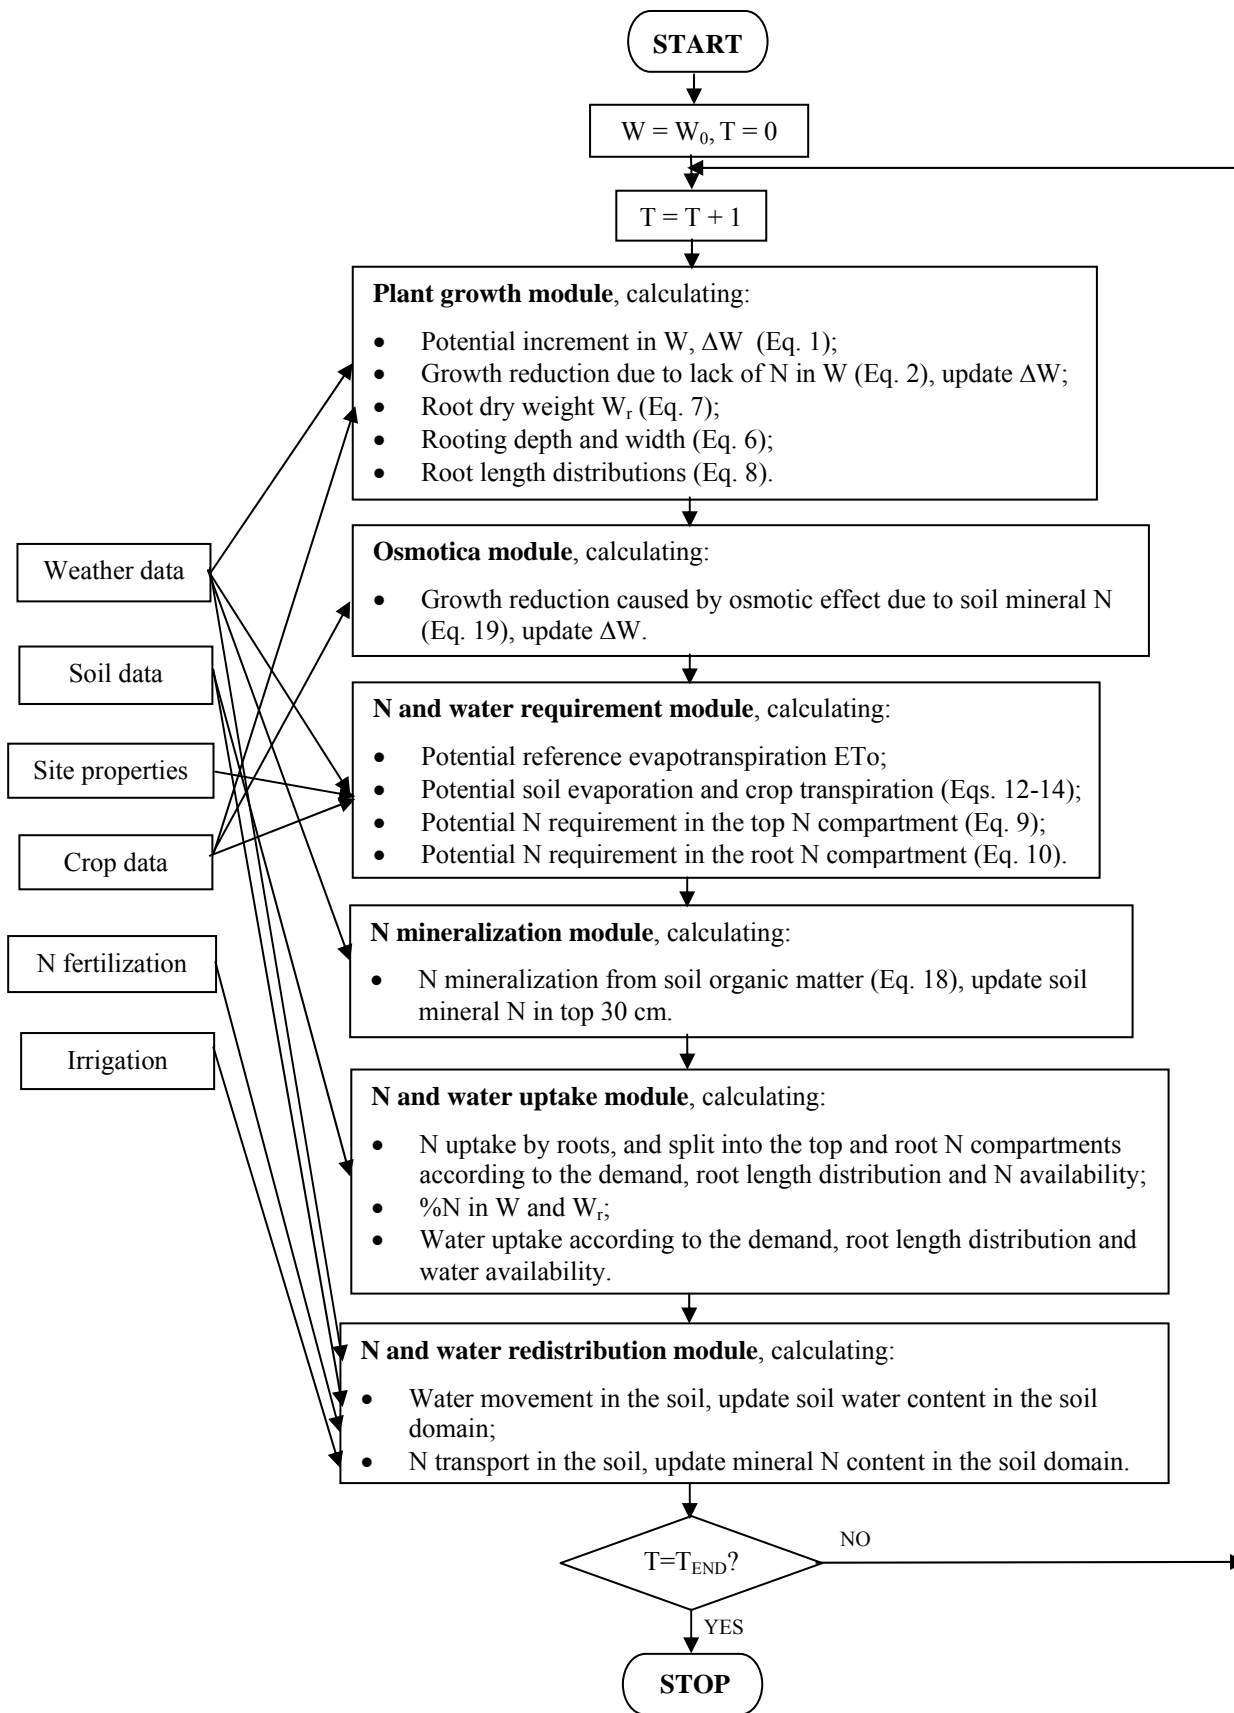 START
W = W₀, T = 0
T = T + 1
Plant growth module, calculating:
• Potential increment in W, ΔW (Eq. 1);
• Growth reduction due to lack of N in W (Eq. 2), update ΔW;
• Root dry weight Wᵣ (Eq. 7);
• Rooting depth and width (Eq. 6);
• Root length distributions (Eq. 8).
Osmotica module, calculating:
• Growth reduction caused by osmotic effect due to soil mineral N
(Eq. 19), update ΔW.
N and water requirement module, calculating:
• Potential reference evapotranspiration ETo;
• Potential soil evaporation and crop transpiration (Eqs. 12-14);
• Potential N requirement in the top N compartment (Eq. 9);
• Potential N requirement in the root N compartment (Eq. 10).
N mineralization module, calculating:
• N mineralization from soil organic matter (Eq. 18), update soil
mineral N in top 30 cm.
N and water uptake module, calculating:
• N uptake by roots, and split into the top and root N compartments
according to the demand, root length distribution and N availability;
• %N in W and Wᵣ;
• Water uptake according to the demand, root length distribution and
water availability.
N and water redistribution module, calculating:
• Water movement in the soil, update soil water content in the soil
domain;
• N transport in the soil, update mineral N content in the soil domain.
Weather data
Soil data
Site properties
Crop data
N fertilization
Irrigation
T=T_END?
NO
YES
STOP